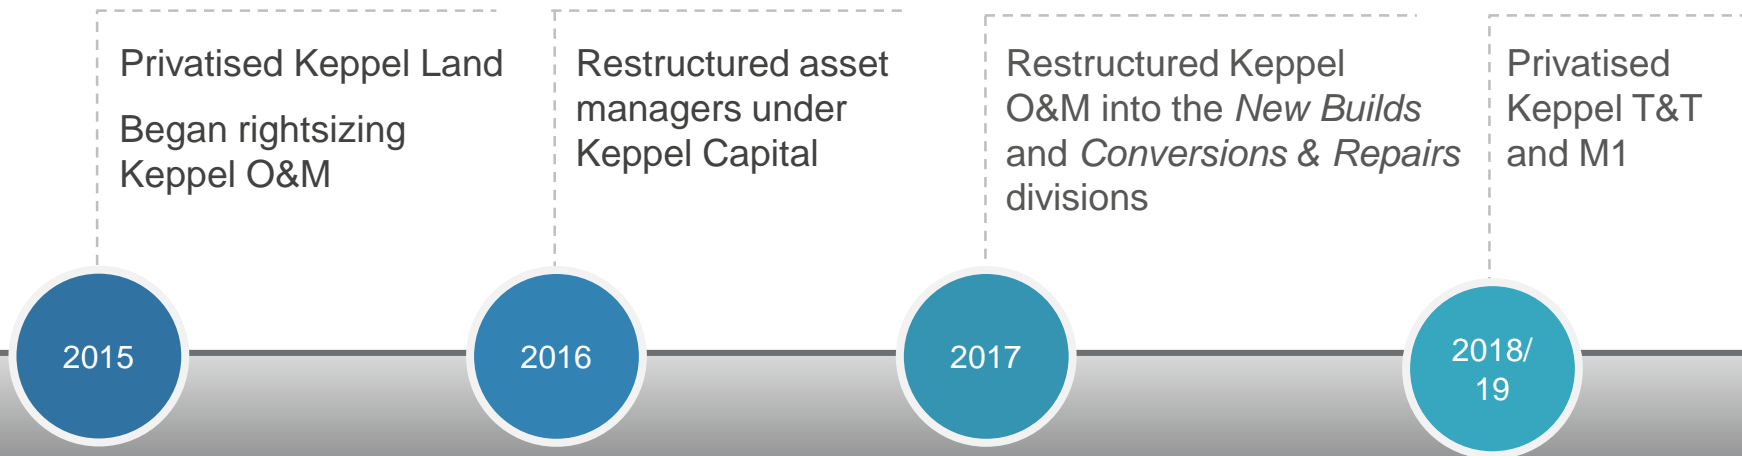 Privatised Keppel Land
Began rightsizing
Keppel O&M
Restructured asset
managers under
Keppel Capital
Restructured Keppel
O&M into the New Builds
and Conversions & Repairs
divisions
Privatised
Keppel T&T
and M1
2015
2016
2017
2018/
19